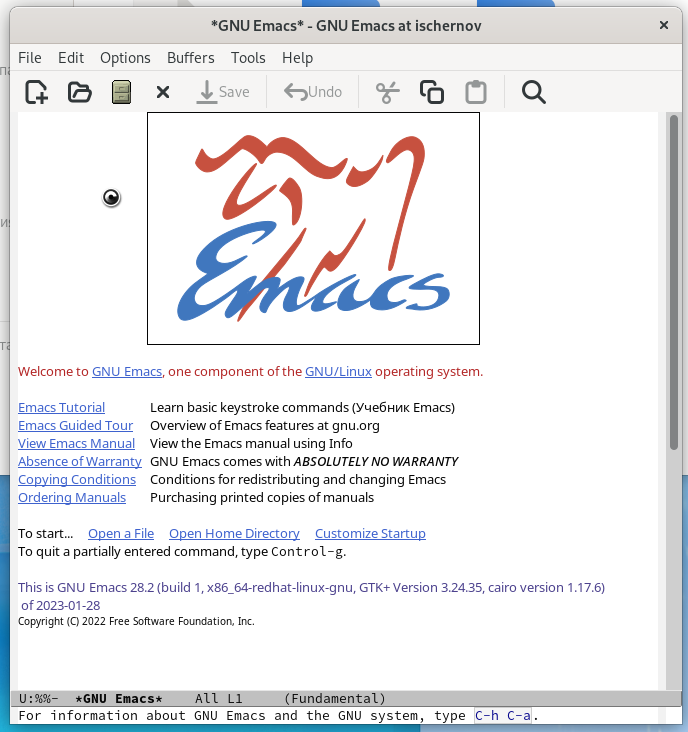 *GNU Emacs* - GNU Emacs at ischernov
File Edit Options Buffers Tools Help
Save Undo
Emacs
Welcome to GNU Emacs, one component of the GNU/Linux operating system.
Emacs Tutorial Learn basic keystroke commands (Учебник Emacs)
Emacs Guided Tour Overview of Emacs features at gnu.org
View Emacs Manual View the Emacs manual using Info
Absence of Warranty GNU Emacs comes with ABSOLUTELY NO WARRANTY
Copying Conditions Conditions for redistributing and changing Emacs
Ordering Manuals Purchasing printed copies of manuals
To start... Open a File Open Home Directory Customize Startup
To quit a partially entered command, type Control-g.
This is GNU Emacs 28.2 (build 1, x86_64-redhat-linux-gnu, GTK+ Version 3.24.35, cairo version 1.17.6)
of 2023-01-28
Copyright (C) 2022 Free Software Foundation, Inc.
U:%%- *GNU Emacs* All L1 (Fundamental)
For information about GNU Emacs and the GNU system, type C-h C-a.